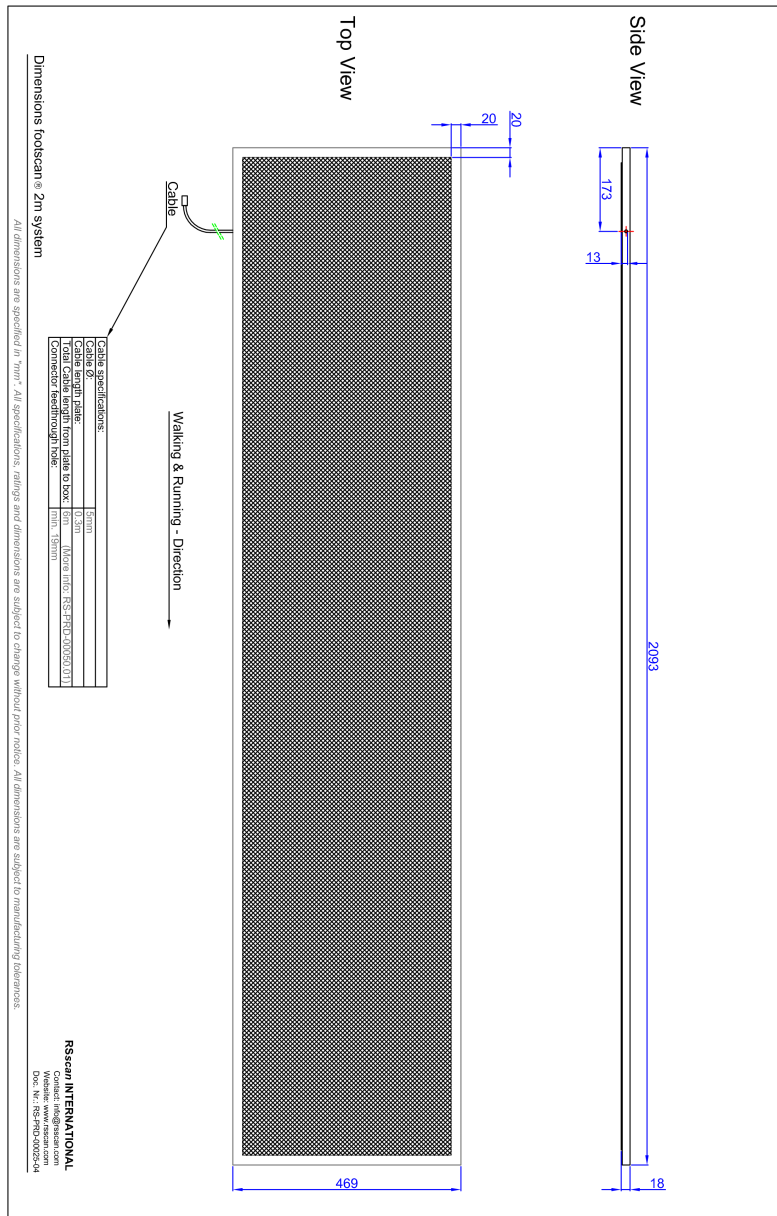 Side View
173
13
2093
18
Top View
20
20
469
Cable
Walking & Running - Direction
Cable specifications:
Cable Ø: 5mm
Cable length plate: 0.3m
Total Cable length from plate to box: 6m (More info: RS-PRD-00050.01)
Connector feedthrough hole: min. 19mm
Dimensions footscan® 2m system
RSscan INTERNATIONAL
Contact: info@rsscan.com
Website: www.rsscan.com
Doc. Nr.: RS-PRD-00025-04
All dimensions are specified in "mm". All specifications, ratings and dimensions are subject to change without prior notice. All dimensions are subject to manufacturing tolerances.